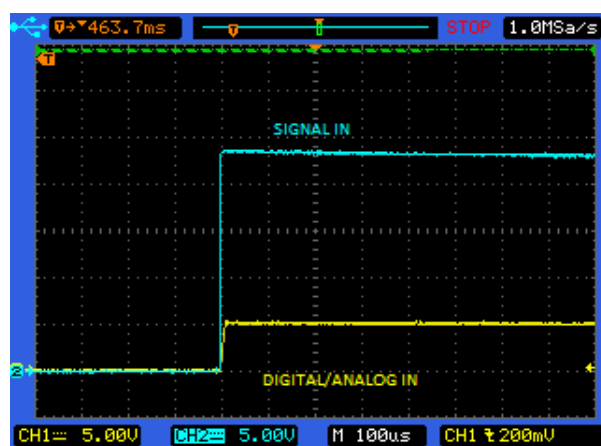 T→▼463.7ms T T STOP 1.0MSa/s
T
SIGNAL IN
2
DIGITAL/ANALOG IN
CH1 5.00V CH2 5.00V M 100us CH1 200mV